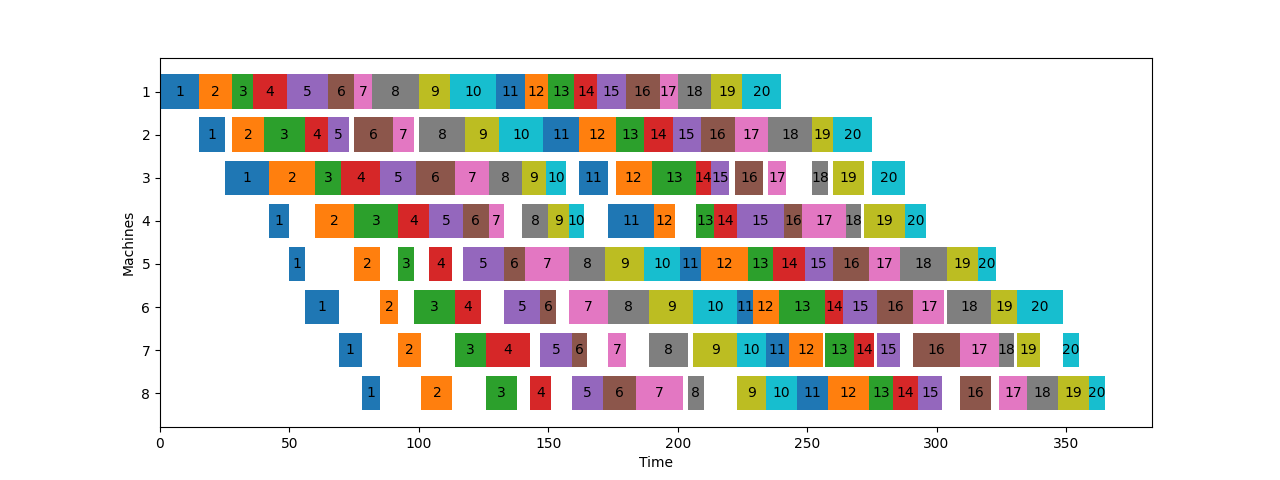 1 1 2 3 4 5 6 7 8 9 10 11 12 13 14 15 16 17 18 19 20
2 1 2 3 4 5 6 7 8 9 10 11 12 13 14 15 16 17 18 19 20
3 1 2 3 4 5 6 7 8 9 10 11 12 13 14 15 16 17 18 19 20
4 1 2 3 4 5 6 7 8 9 10 11 12 13 14 15 16 17 18 19 20
5 1 2 3 4 5 6 7 8 9 10 11 12 13 14 15 16 17 18 19 20
6 1 2 3 4 5 6 7 8 9 10 11 12 13 14 15 16 17 18 19 20
7 1 2 3 4 5 6 7 8 9 10 11 12 13 14 15 16 17 18 19 20
8 1 2 3 4 5 6 7 8 9 10 11 12 13 14 15 16 17 18 19 20
Machines
0 50 100 150 200 250 300 350
Time